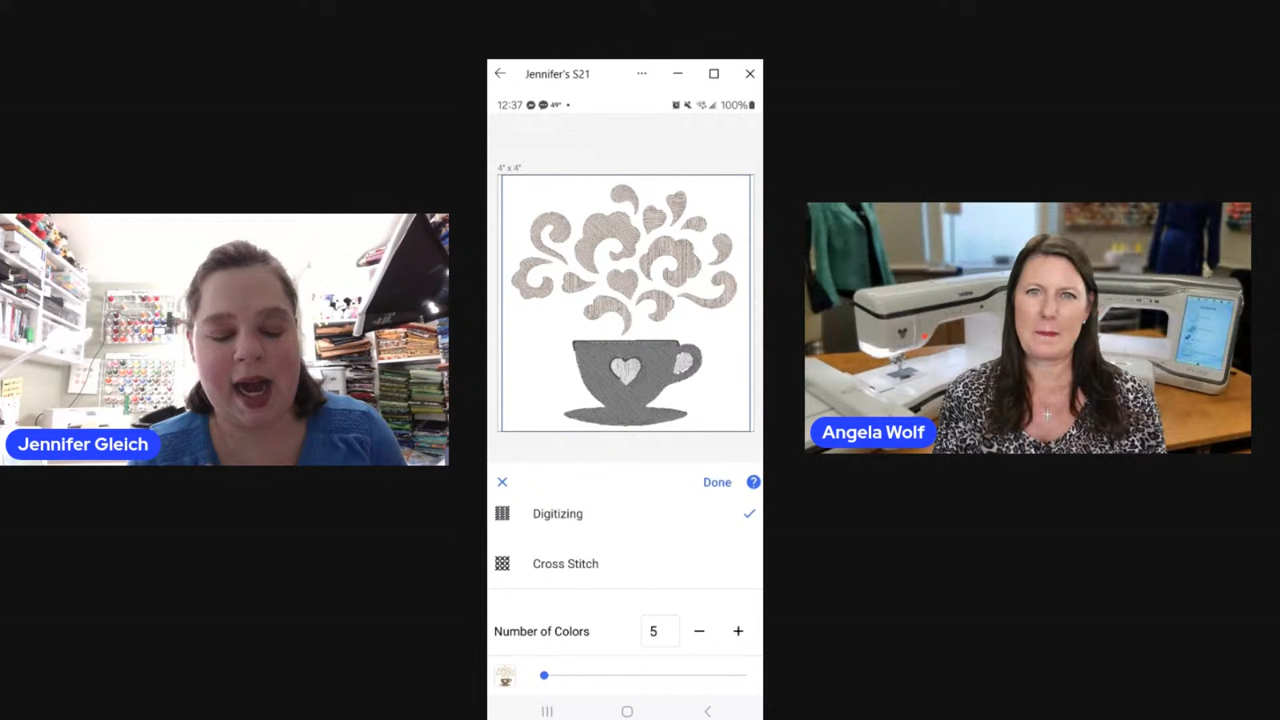 Jennifer's S21
12:37
49°
100%
4" x 4"
Jennifer Gleich
Angela Wolf
Done
?
Digitizing
Cross Stitch
Number of Colors
5